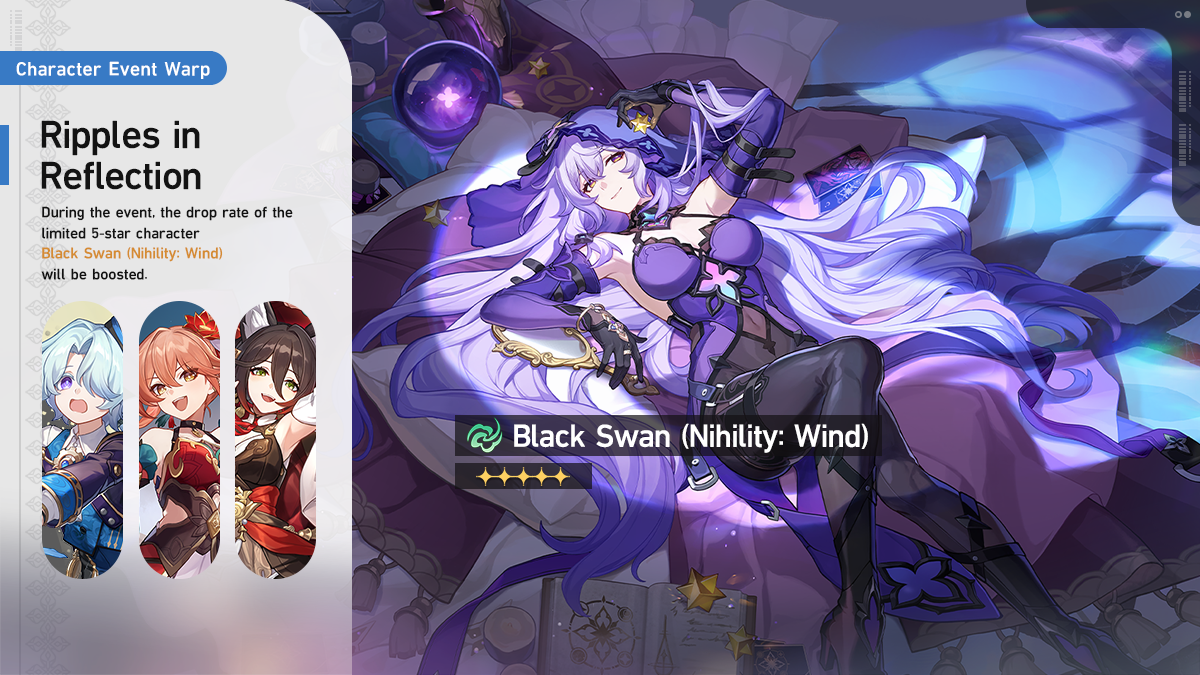 Character Event Warp
Ripples in
Reflection
During the event, the drop rate of the
limited 5-star character
Black Swan (Nihility: Wind)
will be boosted.
Black Swan (Nihility: Wind)